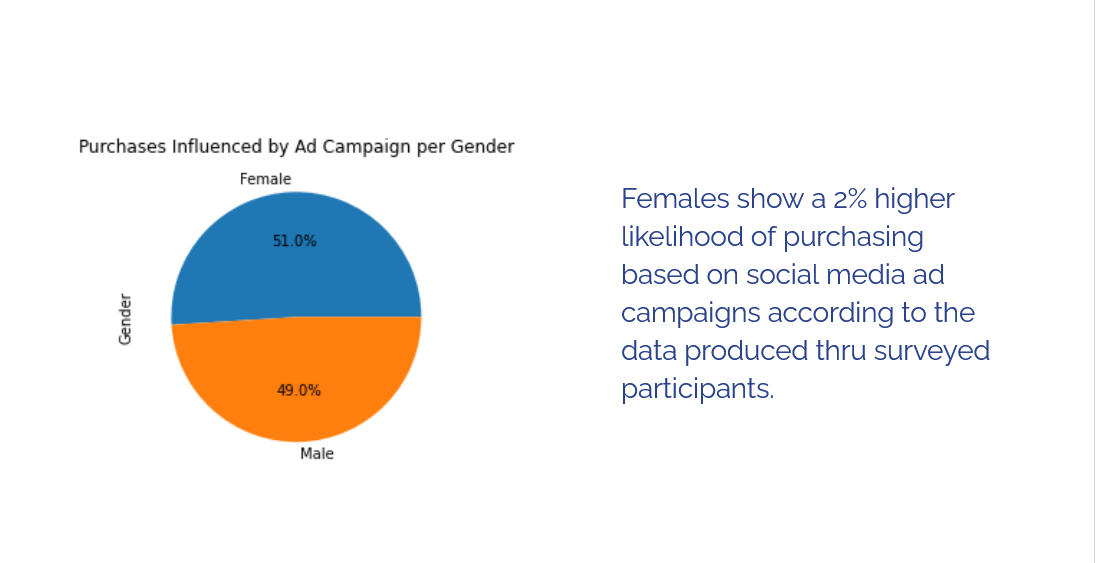 Purchases Influenced by Ad Campaign per Gender
Female
51.0%
Gender
49.0%
Male
Females show a 2% higher
likelihood of purchasing
based on social media ad
campaigns according to the
data produced thru surveyed
participants.